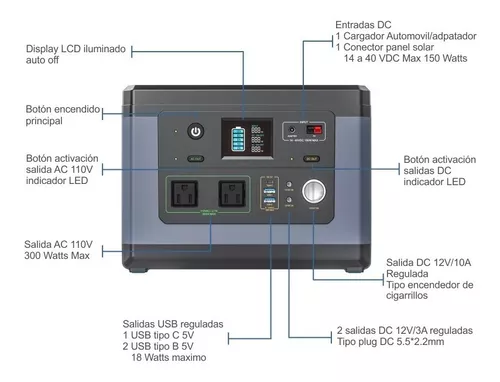 Entradas DC
1 Cargador Automovil/adpatador
1 Conector panel solar
14 a 40 VDC Max 150 Watts
Display LCD iluminado
auto off
Botón encendido
principal
Botón activación
salida AC 110V
indicador LED
Botón activación
salidas DC
indicador LED
Salida AC 110V
300 Watts Max
Salida DC 12V/10A
Regulada
Tipo encendedor de
cigarrillos
Salidas USB reguladas
1 USB tipo C 5V
2 USB tipo B 5V
18 Watts maximo
2 salidas DC 12V/3A reguladas
Tipo plug DC 5.5*2.2mm